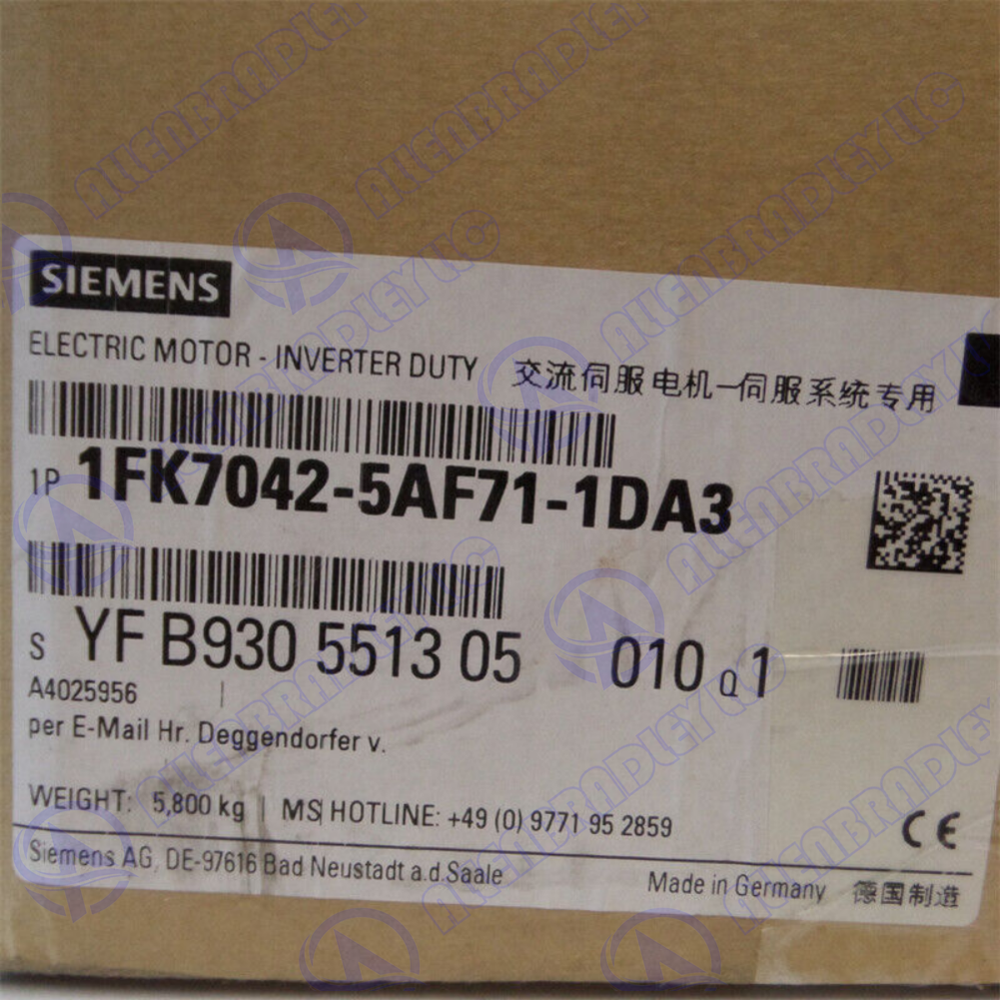 SIEMENS
ELECTRIC MOTOR - INVERTER DUTY 交流伺服电机一伺服系统专用
1P 1FK7042-5AF71-1DA3
S YF B930 5513 05 010 Q 1
A4025956
per E-Mail Hr. Deggendorfer v.
WEIGHT: 5,800 kg | MS| HOTLINE: +49 (0) 9771 95 2859
CE
Siemens AG, DE-97616 Bad Neustadt a.d.Saale
Made in Germany 德国制造
ALLENBRADLEY LLC